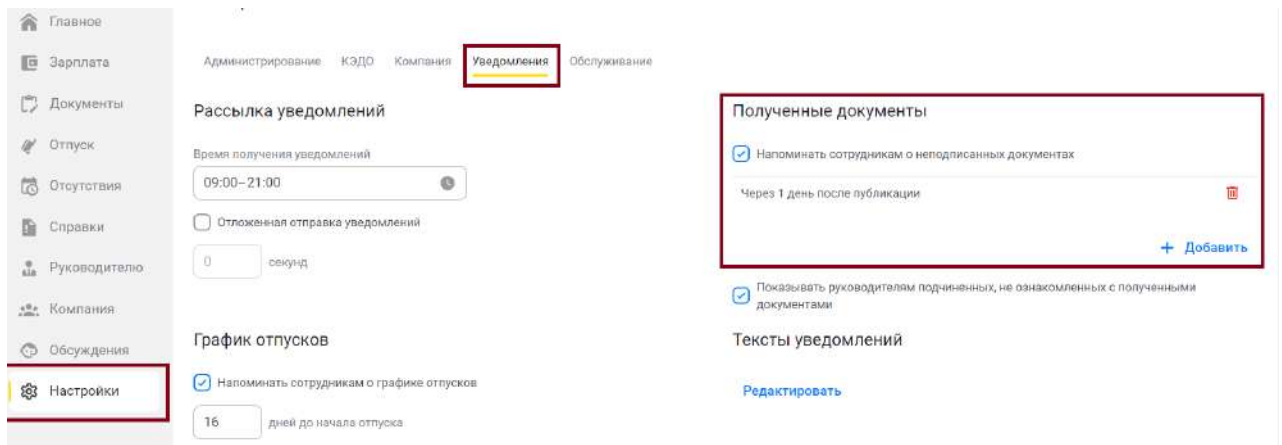 Главное
Зарплата
Документы
Отпуск
Отсутствия
Справки
Руководителю
Компания
Обсуждения
Настройки
Администрирование КЭДО Компания Уведомления Обслуживание
Рассылка уведомлений
Время получения уведомлений
09:00–21:00
Отложенная отправка уведомлений
0 секунд
График отпусков
Напоминать сотрудникам о графике отпусков
16 дней до начала отпуска
Полученные документы
Напоминать сотрудникам о неподписанных документах
Через 1 день после публикации
+ Добавить
Показывать руководителям подчиненных, не ознакомленных с полученными
документами
Тексты уведомлений
Редактировать